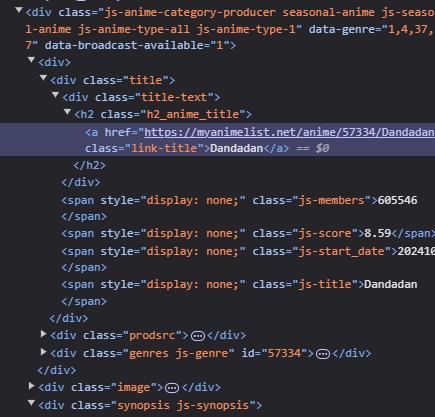 <div class="js-anime-category-producer seasonal-anime js-seaso
l-anime js-anime-type-all js-anime-type-1" data-genre="1,4,37,
7" data-broadcast-available="1">
<div>
<div class="title">
<div class="title-text">
<h2 class="h2_anime_title">
<a href="https://myanimelist.net/anime/57334/Dandadan
class="link-title">Dandadan</a> == $0
</h2>
</div>
<span style="display: none;" class="js-members">605546
</span>
<span style="display: none;" class="js-score">8.59</span>
<span style="display: none;" class="js-start_date">202410
</span>
<span style="display: none;" class="js-title">Dandadan
</span>
</div>
<div class="prodsrc">…</div>
<div class="genres js-genre" id="57334">…</div>
</div>
<div class="image">…</div>
<div class="synopsis js-synopsis">